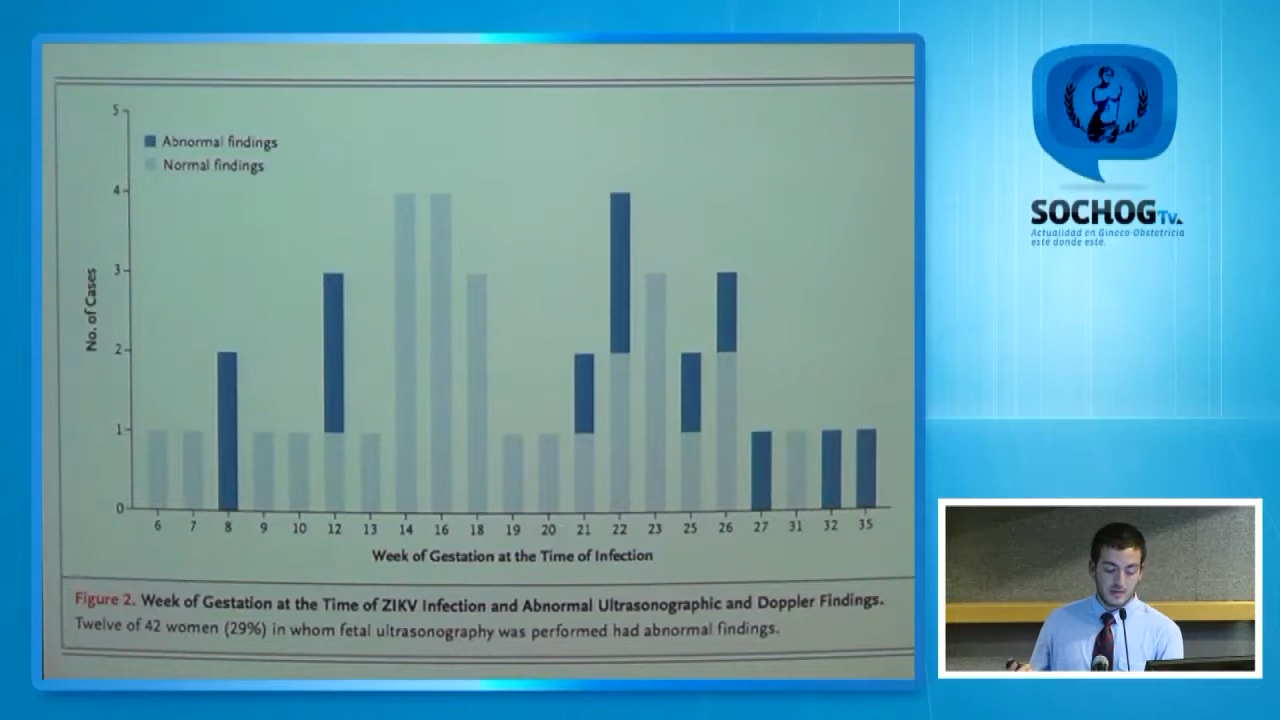 5
Abnormal findings
Normal findings
4
3
2
1
0
No. of Cases
6 7 8 9 10 12 13 14 16 18 19 20 21 22 23 25 26 27 31 32 35
Week of Gestation at the Time of Infection
Figure 2. Week of Gestation at the Time of ZIKV Infection and Abnormal Ultrasonographic and Doppler Findings.
Twelve of 42 women (29%) in whom fetal ultrasonography was performed had abnormal findings.
SOCHOG Tv.
Actualidad en Gineco-Obstetricia
esté donde esté.